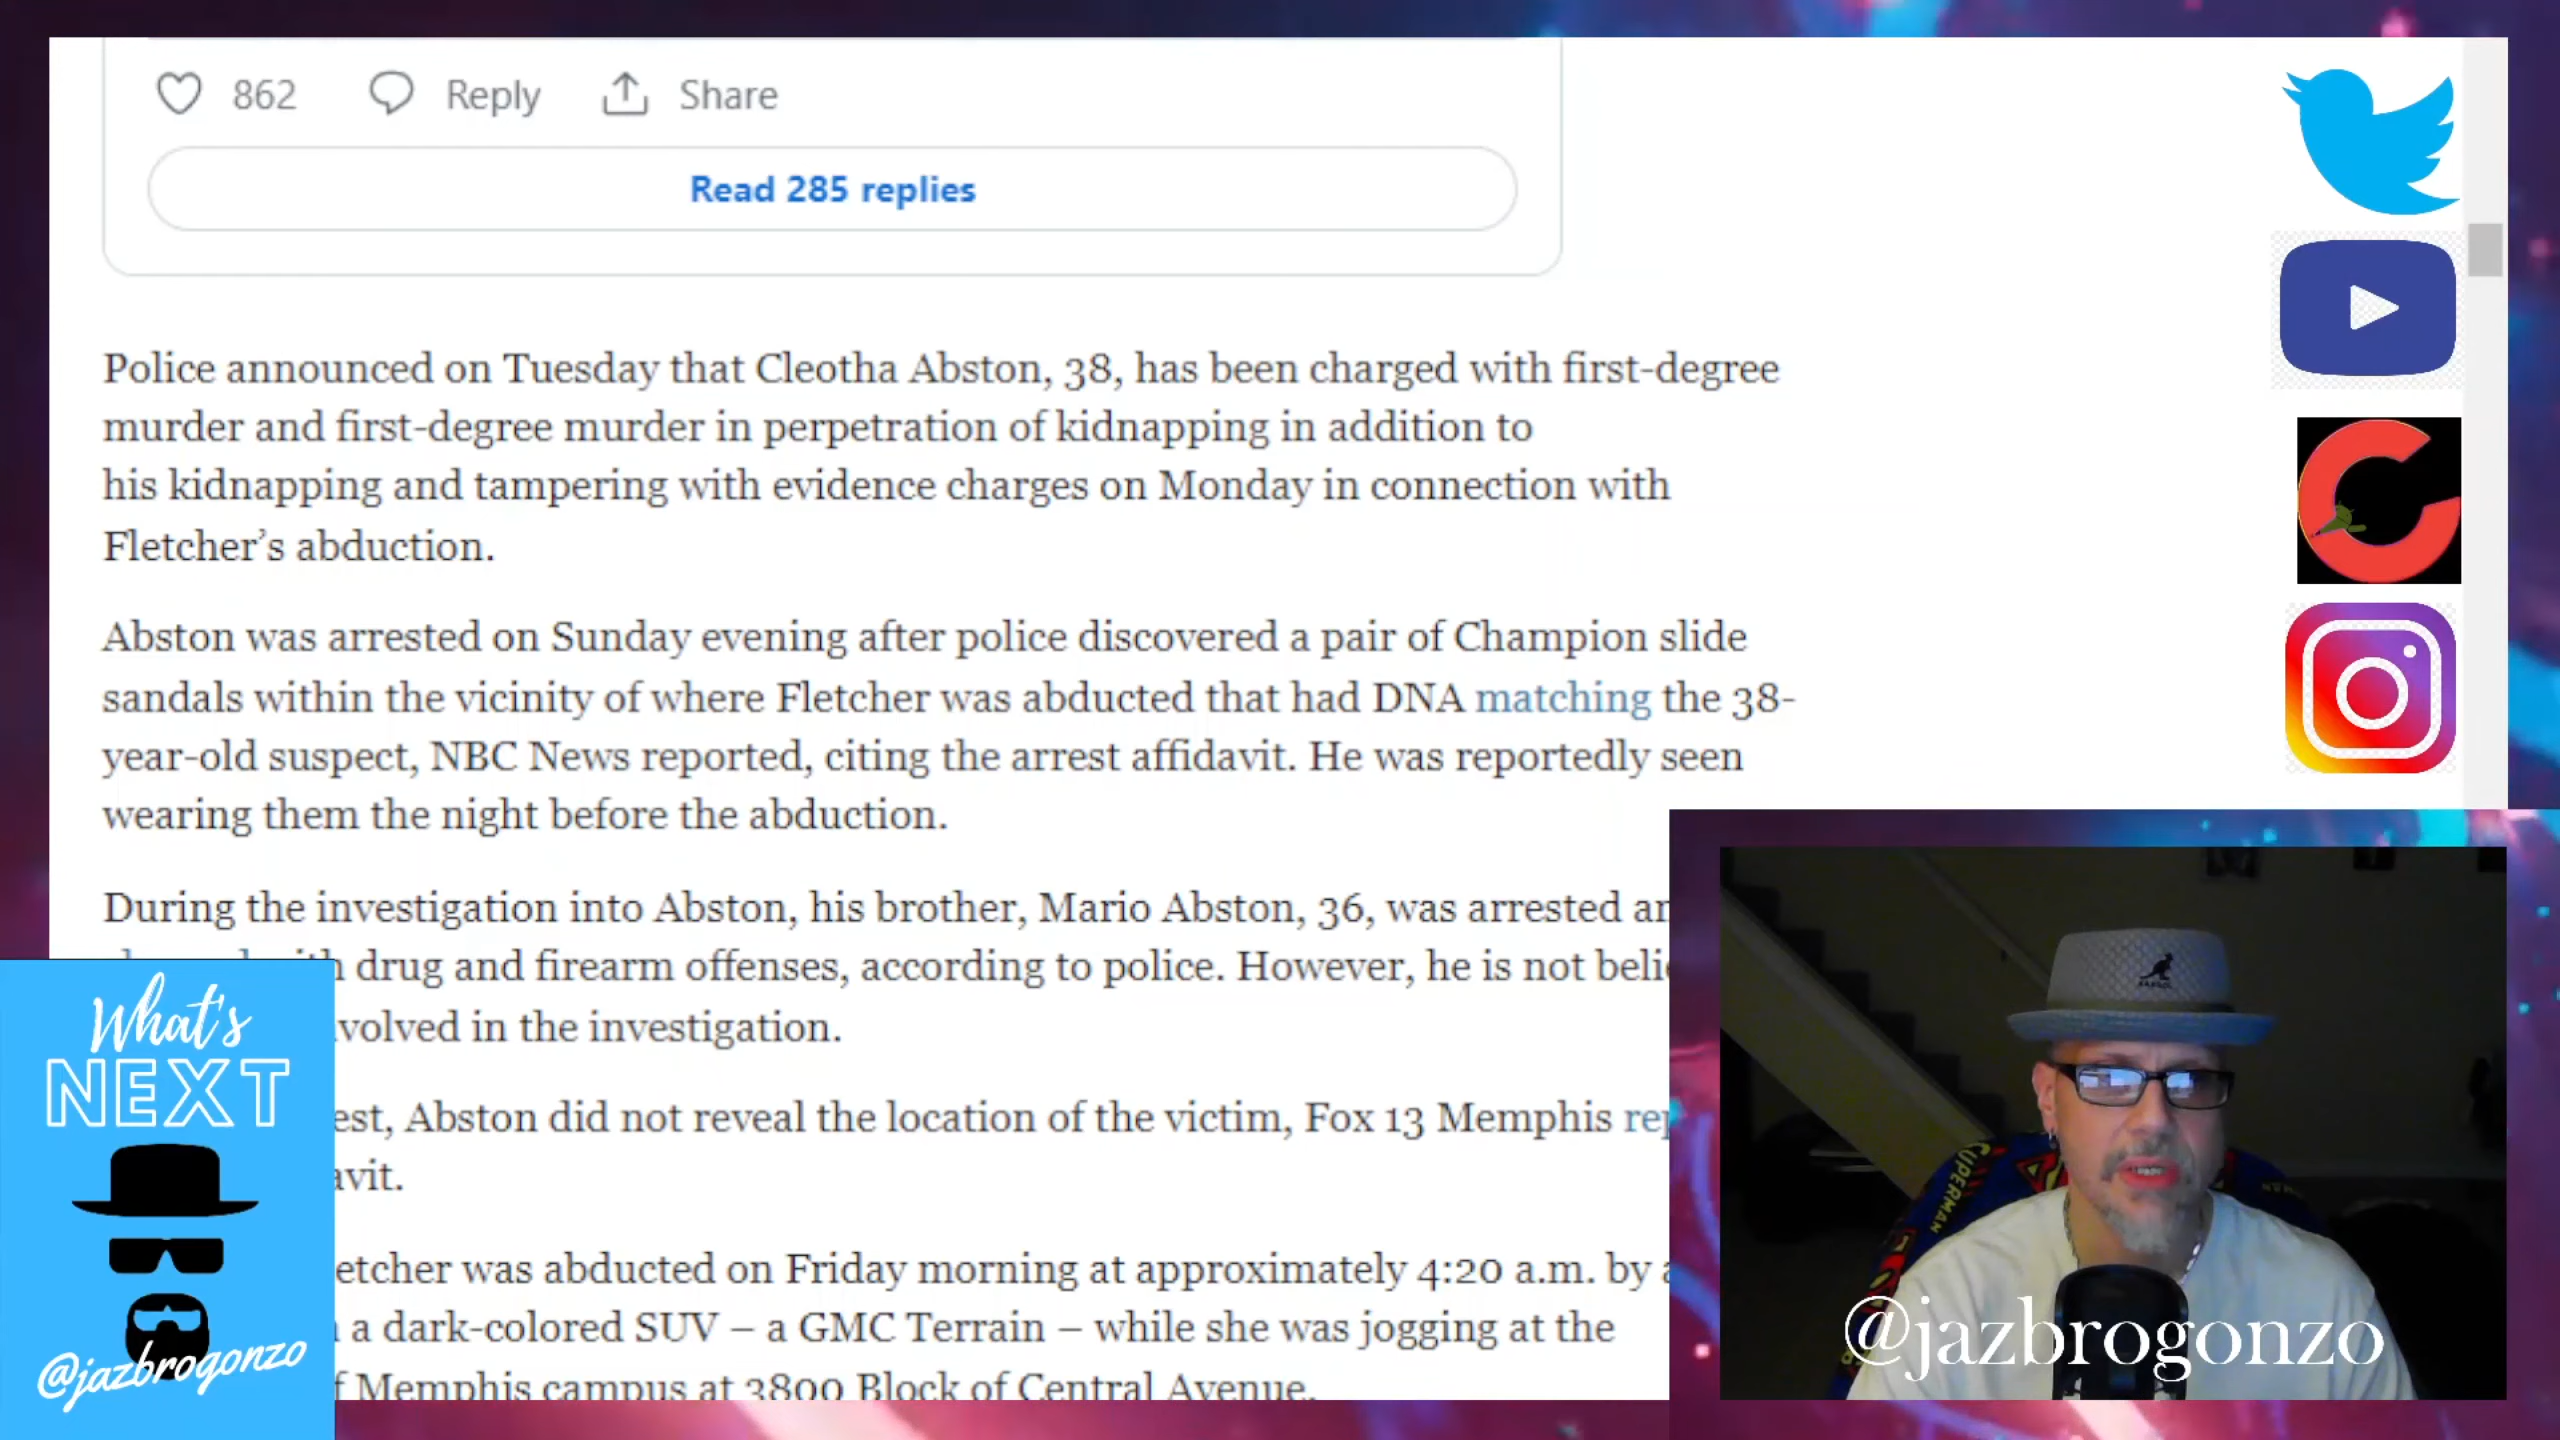 862 Reply Share
Read 285 replies
Police announced on Tuesday that Cleotha Abston, 38, has been charged with first-degree
murder and first-degree murder in perpetration of kidnapping in addition to
his kidnapping and tampering with evidence charges on Monday in connection with
Fletcher’s abduction.
Abston was arrested on Sunday evening after police discovered a pair of Champion slide
sandals within the vicinity of where Fletcher was abducted that had DNA matching the 38-
year-old suspect, NBC News reported, citing the arrest affidavit. He was reportedly seen
wearing them the night before the abduction.
During the investigation into Abston, his brother, Mario Abston, 36, was arrested
drug and firearm offenses, according to police. However, he is not
in the investigation.
Abston did not reveal the location of the victim, Fox 13 Memphis
was abducted on Friday morning at approximately 4:20 a.m. by
a dark-colored SUV – a GMC Terrain – while she was jogging at the
Memphis campus at 3800 Block of Central Avenue.
What's
NEXT
@jazbrogonzo
KANGOL
SUPERMAN
@jazbrogonzo